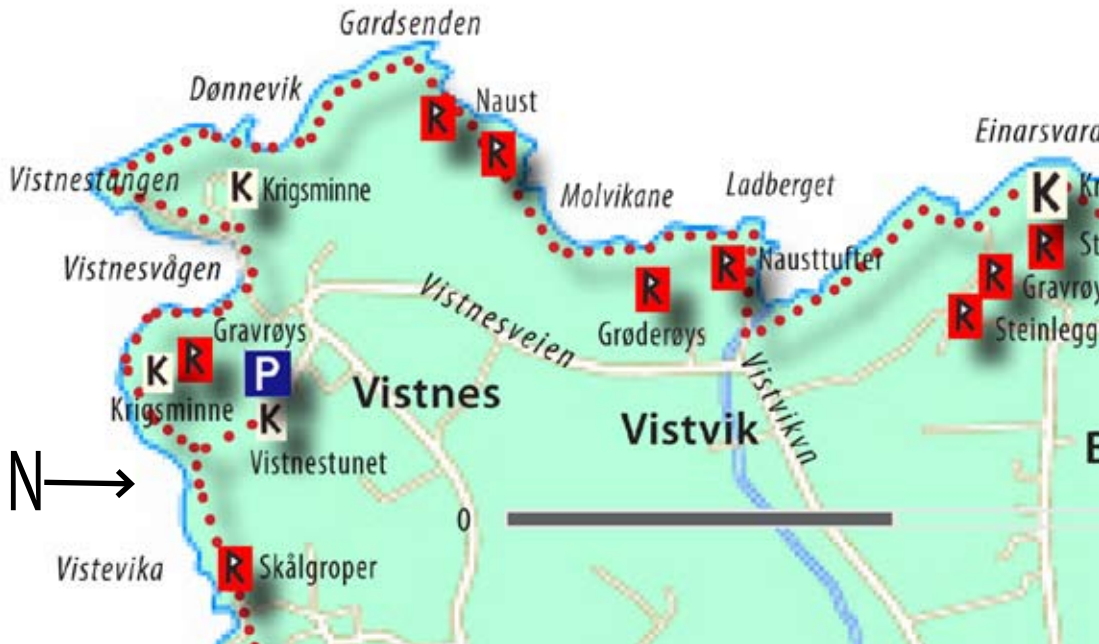 Gardsenden
Dønnevik
Naust
R
R
Einarsvard
Vistnestangen
K Krigsminne
Molvikane
Ladberget
K
Vistnesvågen
Nausttufter
R
R
R
Gravrøy
Grøderøys
R
Vistnesveien
Gravrøys
R
Steinlegg
R
K
P
Krigsminne
K
Vistnes
Vistvik
Vistvikvn
Vistnestunet
N
0
Vistevika
R Skålgroper